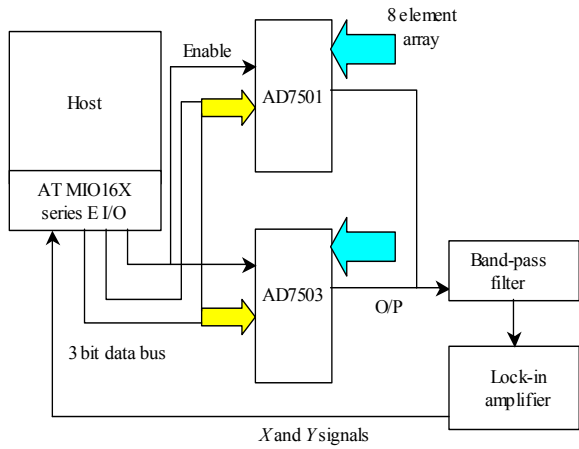 8 element
array
Enable
Host
AD7501
AT MIO16X
series E I/O
AD7503
Band-pass
filter
O/P
3 bit data bus
Lock-in
amplifier
X and Y signals